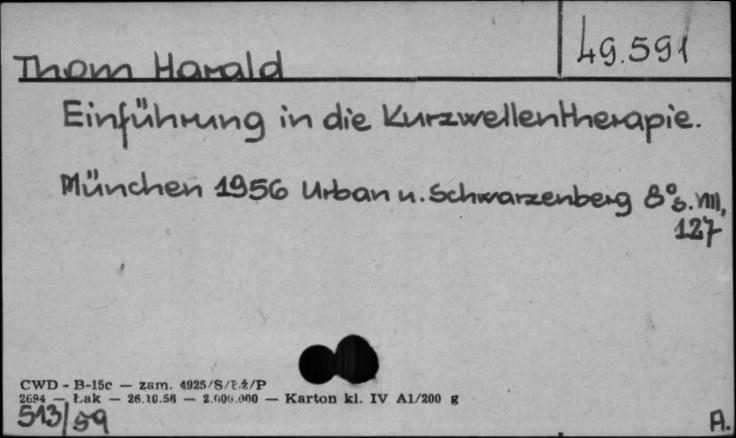 49.591
Thom Harald
Einführung in die Kurzwellentherapie.
München 1956 Urban u. Schwarzenberg 8° s. VIII,
127
CWD - B-15c — zam. 4925/S/Ł.ż/P
2694 — Łak — 26.10.56 — 2.000.000 — Karton kl. IV A1/200 g
513/59
A.